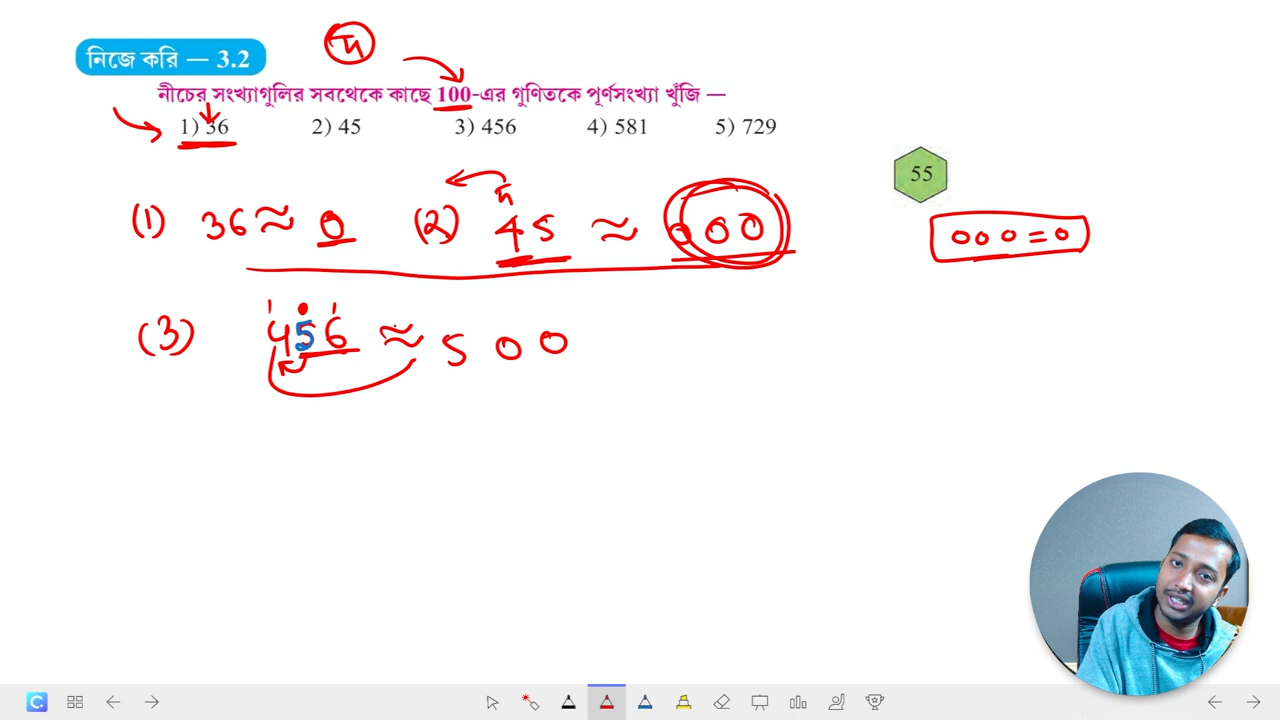 নিজে করি — 3.2
দ
নীচের সংখ্যাগুলির সবথেকে কাছে 100-এর গুণিতকে পূর্ণসংখ্যা খুঁজি —
1) 36 2) 45 3) 456 4) 581 5) 729
55
দ
(1) 36 ≈ 0 (2) 45 ≈ 000
000 = 0
(3) 456 ≈ 500